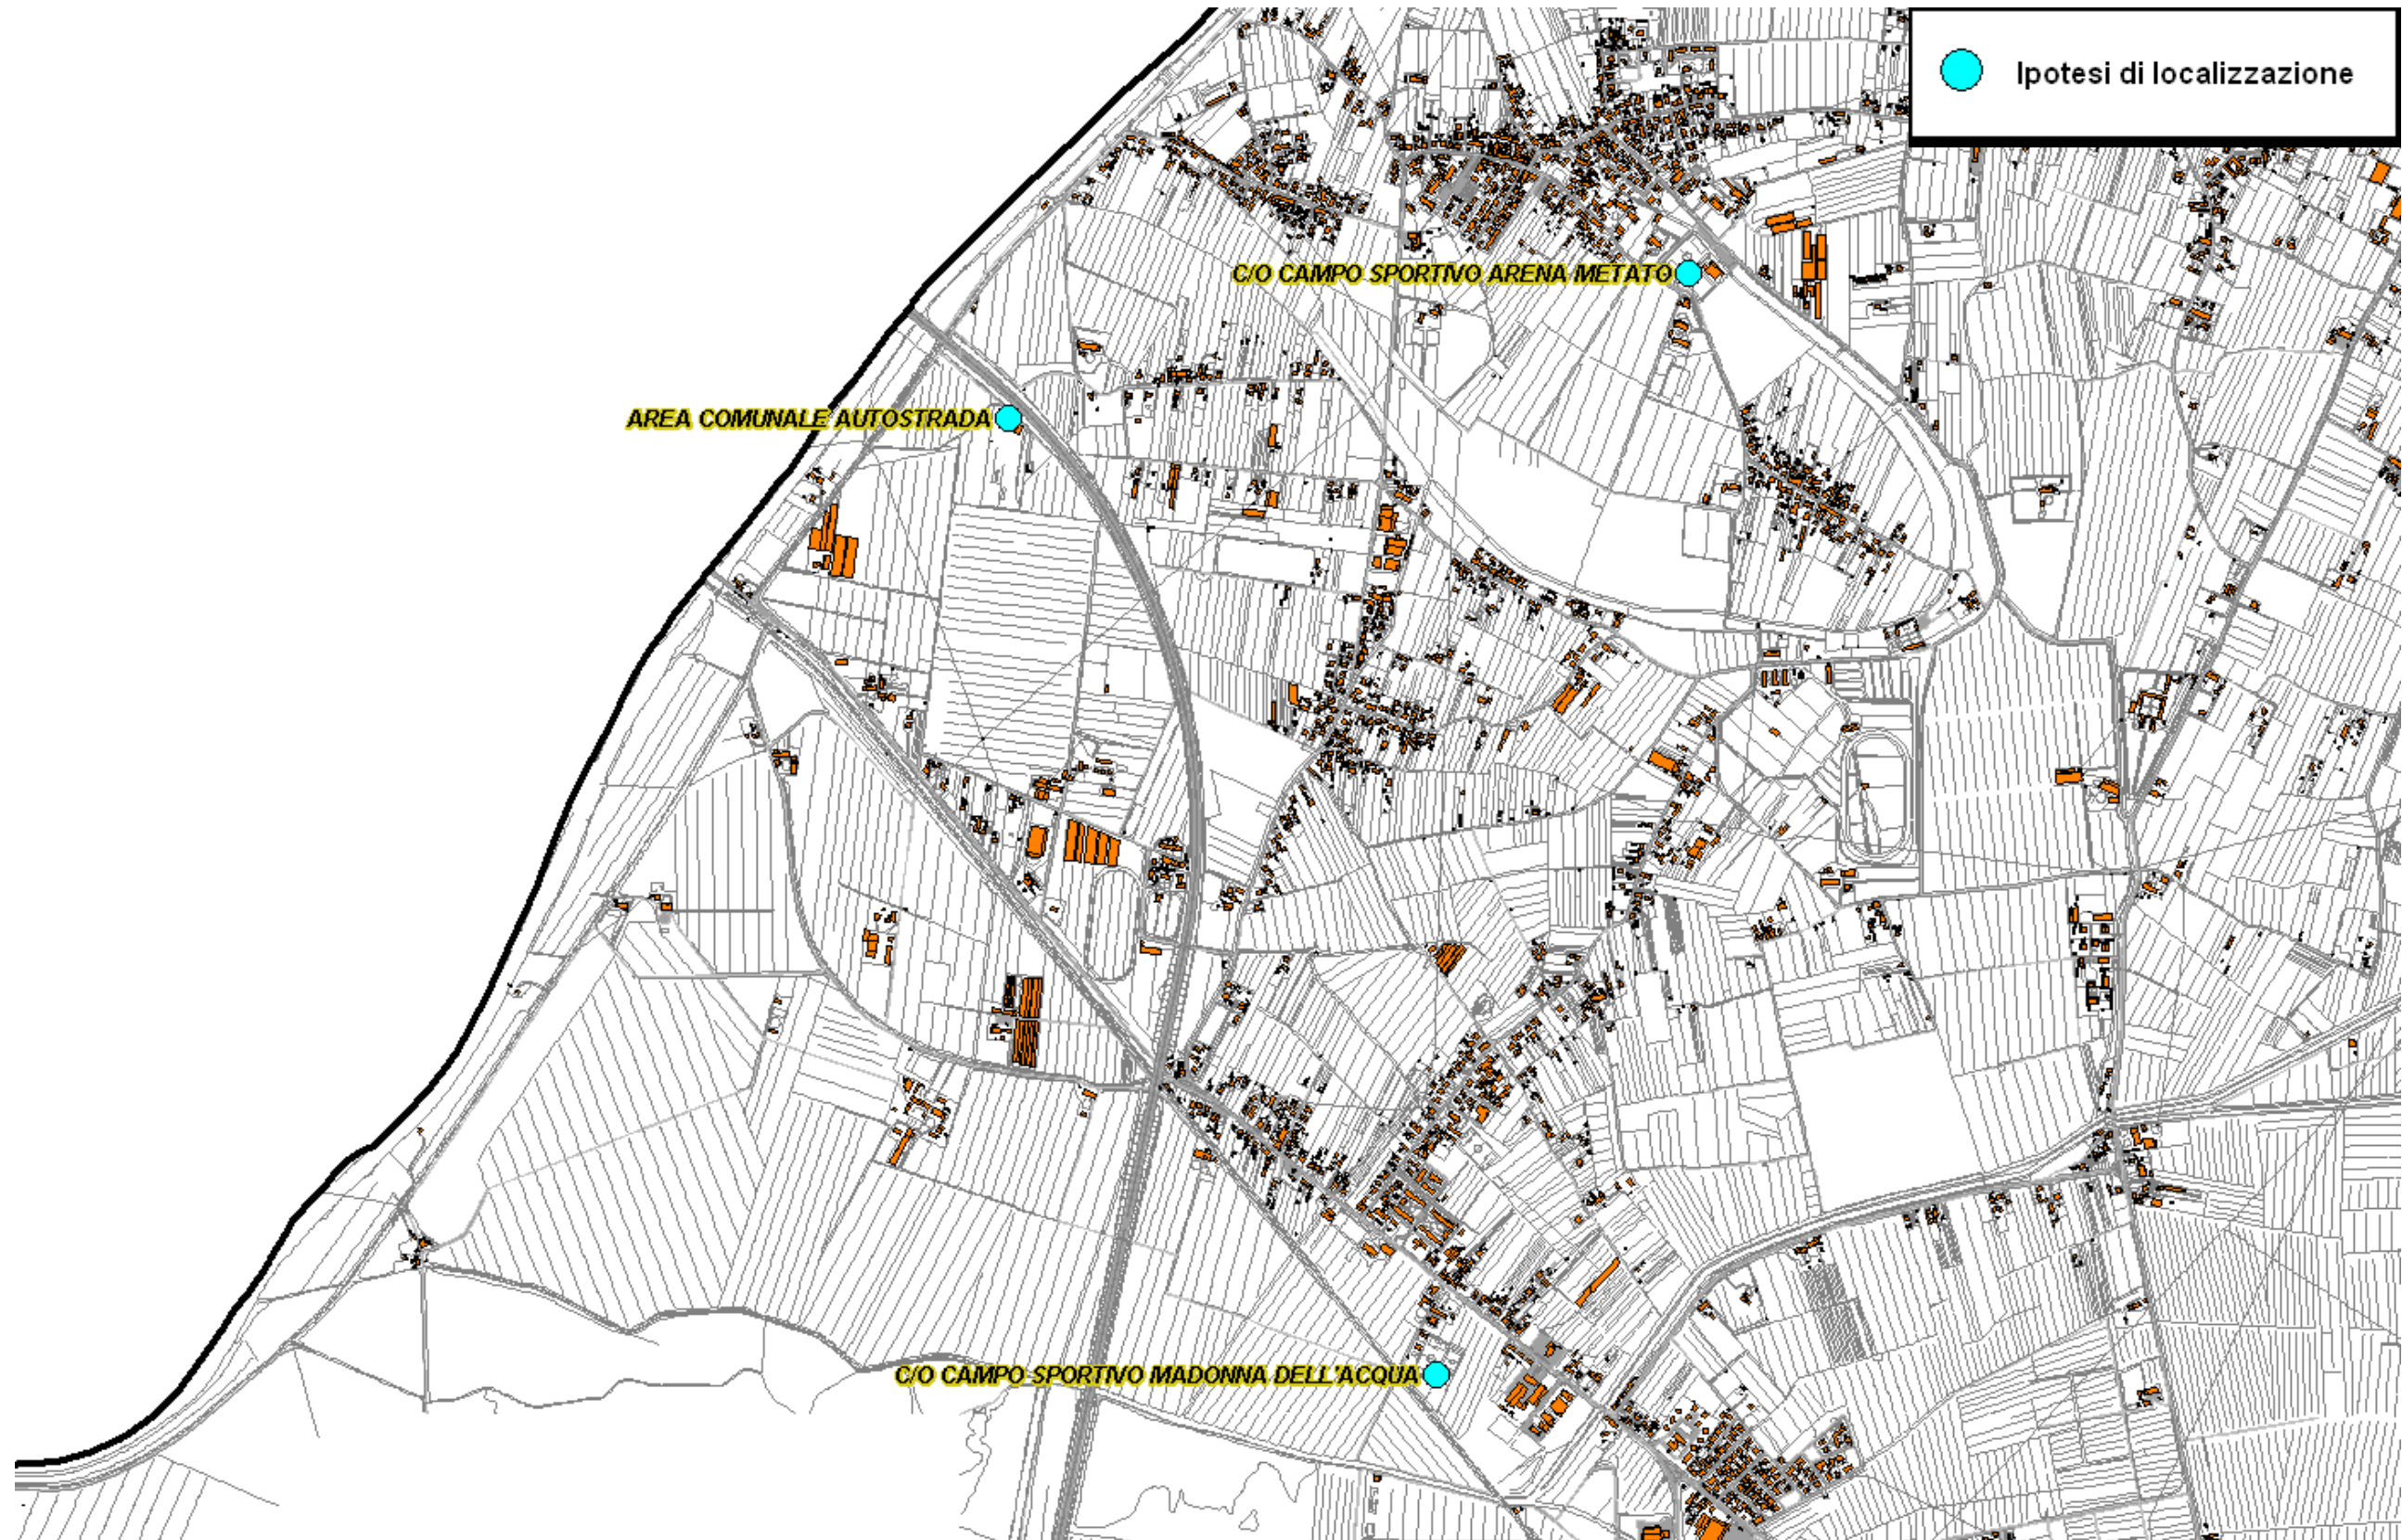 Ipotesi di localizzazione
C/O CAMPO SPORTIVO ARENA METATO
AREA COMUNALE AUTOSTRADA
C/O CAMPO SPORTIVO MADONNA DELL'ACQUA